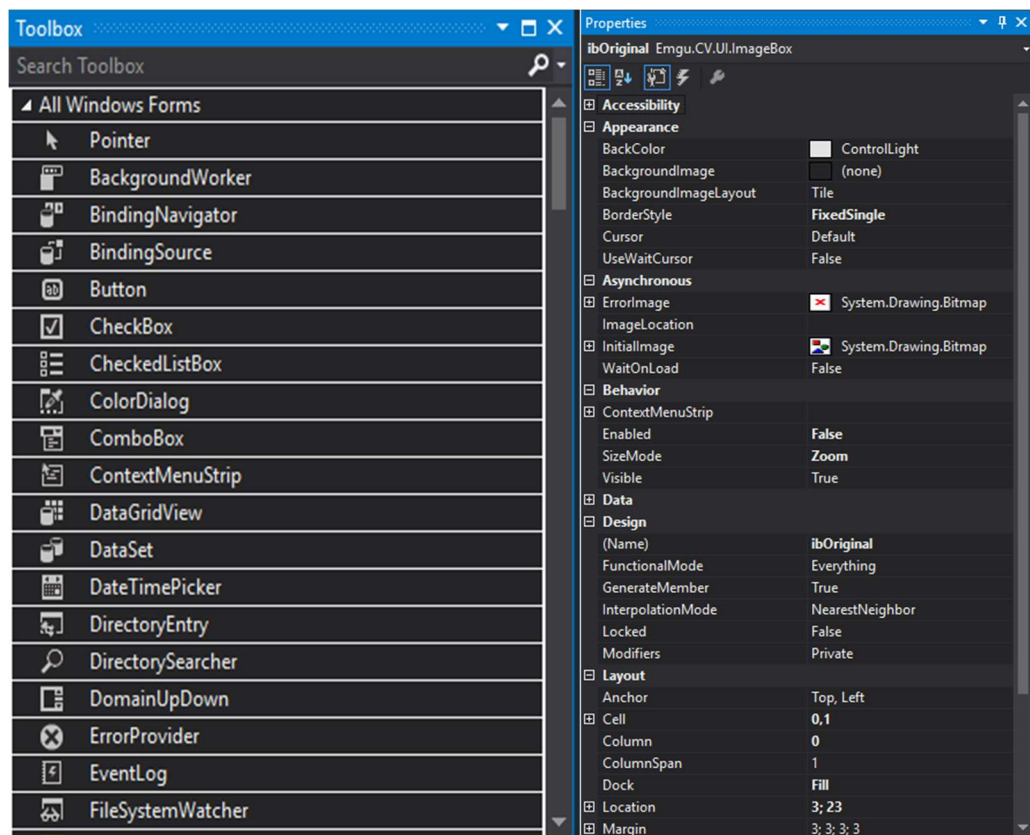 Toolbox
Search Toolbox
All Windows Forms
Pointer
BackgroundWorker
BindingNavigator
BindingSource
Button
CheckBox
CheckedListBox
ColorDialog
ComboBox
ContextMenuStrip
DataGridView
DataSet
DateTimePicker
DirectoryEntry
DirectorySearcher
DomainUpDown
ErrorProvider
EventLog
FileSystemWatcher
Properties
ibOriginal Emgu.CV.UI.ImageBox
Accessibility
Appearance
BackColor ControlLight
BackgroundImage (none)
BackgroundImageLayout Tile
BorderStyle FixedSingle
Cursor Default
UseWaitCursor False
Asynchronous
ErrorImage System.Drawing.Bitmap
ImageLocation
InitialImage System.Drawing.Bitmap
WaitOnLoad False
Behavior
ContextMenuStrip
Enabled False
SizeMode Zoom
Visible True
Data
Design
(Name) ibOriginal
FunctionalMode Everything
GenerateMember True
InterpolationMode NearestNeighbor
Locked False
Modifiers Private
Layout
Anchor Top, Left
Cell 0,1
Column 0
ColumnSpan 1
Dock Fill
Location 3; 23
Margin 3; 3; 3; 3